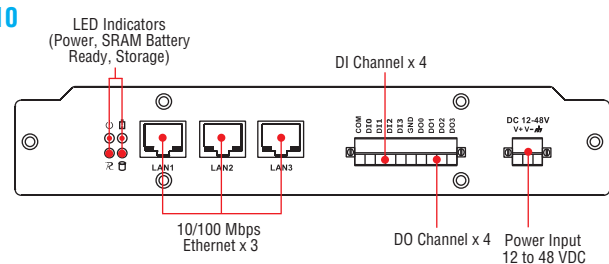 10
LED Indicators
(Power, SRAM Battery
Ready, Storage)
DI Channel x 4
COM
DI0
DI1
DI2
DI3
GND
DO0
DO1
DO2
DO3
DC 12-48V
V+ V-
R
LAN1
LAN2
LAN3
10/100 Mbps
Ethernet x 3
DO Channel x 4
Power Input
12 to 48 VDC